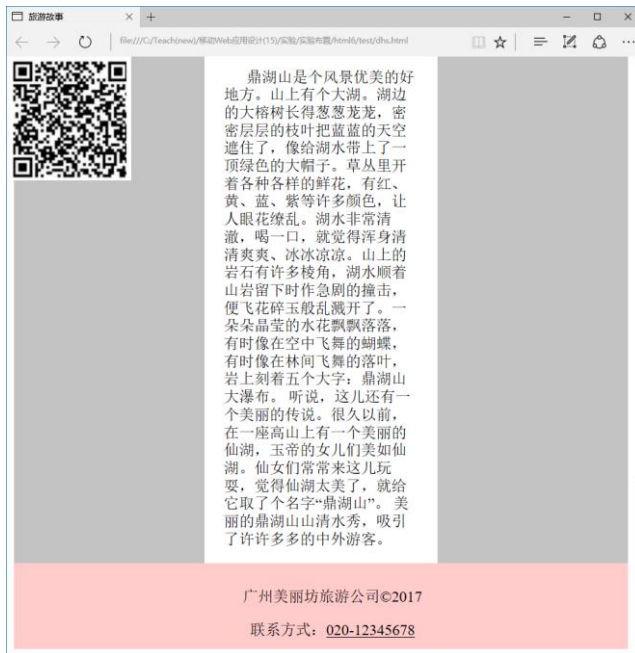 旅游故事
file:///C:/Teach(new)/移动Web应用设计(15)/实验/实验布置/html6/test/dhs.html
鼎湖山是个风景优美的好
地方。山上有个大湖。湖边
的大榕树长得葱葱茏茏，密
密层层的枝叶把蓝蓝的天空
遮住了，像给湖水带上了一
顶绿色的大帽子。草丛里开
着各种各样的鲜花，有红、
黄、蓝、紫等许多颜色，让
人眼花缭乱。湖水非常清
澈，喝一口，就觉得浑身清
清爽爽、冰冰凉凉。山上的
岩石有许多棱角，湖水顺着
山岩留下时作急剧的撞击，
便飞花碎玉般乱溅开了。一
朵朵晶莹的水花飘飘落落，
有时像在空中飞舞的蝴蝶，
有时像在林间飞舞的落叶，
岩上刻着五个大字：鼎湖山
大瀑布。 听说，这儿还有一
个美丽的传说。很久以前，
在一座高山上有一个美丽的
仙湖，玉帝的女儿们美如仙
湖。仙女们常常来这儿玩
耍，觉得仙湖太美了，就给
它取了个名字“鼎湖山”。 美
丽的鼎湖山山清水秀，吸引
了许许多多的中外游客。
广州美丽坊旅游公司©2017
联系方式：020-12345678